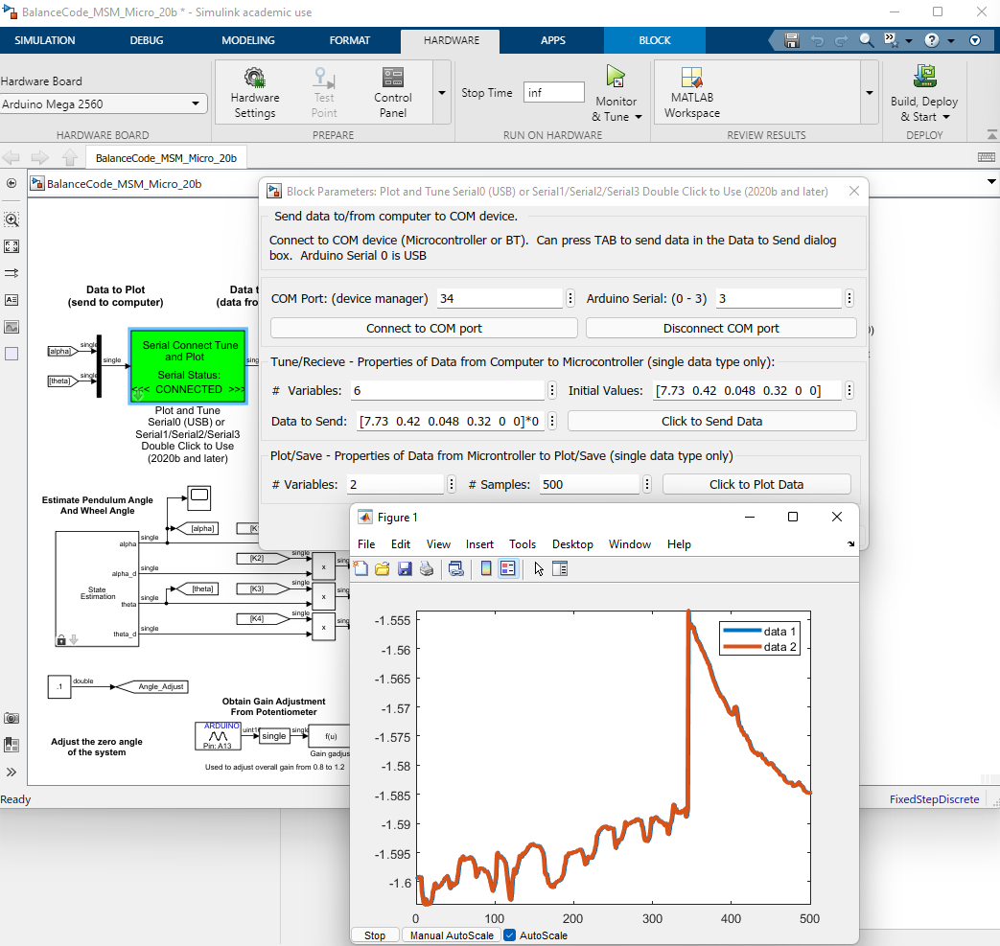 BalanceCode_MSM_Micro_20b * - Simulink academic use
SIMULATION DEBUG MODELING FORMAT HARDWARE APPS BLOCK
Hardware Board
Arduino Mega 2560
Hardware Settings
Test Point
Control Panel
Stop Time inf
Monitor & Tune
MATLAB Workspace
Build, Deploy & Start
HARDWARE BOARD PREPARE RUN ON HARDWARE REVIEW RESULTS DEPLOY
BalanceCode_MSM_Micro_20b
BalanceCode_MSM_Micro_20b
Block Parameters: Plot and Tune Serial0 (USB) or Serial1/Serial2/Serial3 Double Click to Use (2020b and later)
Send data to/from computer to COM device.
Connect to COM device (Microcontroller or BT). Can press TAB to send data in the Data to Send dialog
box. Arduino Serial 0 is USB
COM Port: (device manager) 34 Arduino Serial: (0 - 3) 3
Connect to COM port Disconnect COM port
Tune/Recieve - Properties of Data from Computer to Microcontroller (single data type only):
# Variables: 6 Initial Values: [7.73 0.42 0.048 0.32 0 0]
Data to Send: [7.73 0.42 0.048 0.32 0 0]*0 Click to Send Data
Plot/Save - Properties of Data from Microntroller to Plot/Save (single data type only)
# Variables: 2 # Samples: 500 Click to Plot Data
Data to Plot
(send to computer)
Data t
(data fro
[alpha] single
[theta] single
single
Serial Connect Tune
and Plot
Serial Status:
<<< CONNECTED >>>
sing
Plot and Tune
Serial0 (USB) or
Serial1/Serial2/Serial3
Double Click to Use
(2020b and later)
Estimate Pendulum Angle
And Wheel Angle
[alpha]
[K
alpha single
[K2] single
alpha_d single
x sing
State
Estimation
[theta]
[K3] single
theta single
x sing
[K4] single
theta_d single
x sing
.1 double Angle_Adjust
Obtain Gain Adjustment
From Potentiometer
ARDUINO
Pin: A13
uint1
single
single
f(u)
Gain gadjus
Used to adjust overall gain from 0.8 to 1.2
Adjust the zero angle
of the system
Ready
FixedStepDiscrete
Figure 1
File Edit View Insert Tools Desktop Window Help
data 1
data 2
-1.555
-1.56
-1.565
-1.57
-1.575
-1.58
-1.585
-1.59
-1.595
-1.6
0 100 200 300 400 500
Stop Manual AutoScale AutoScale